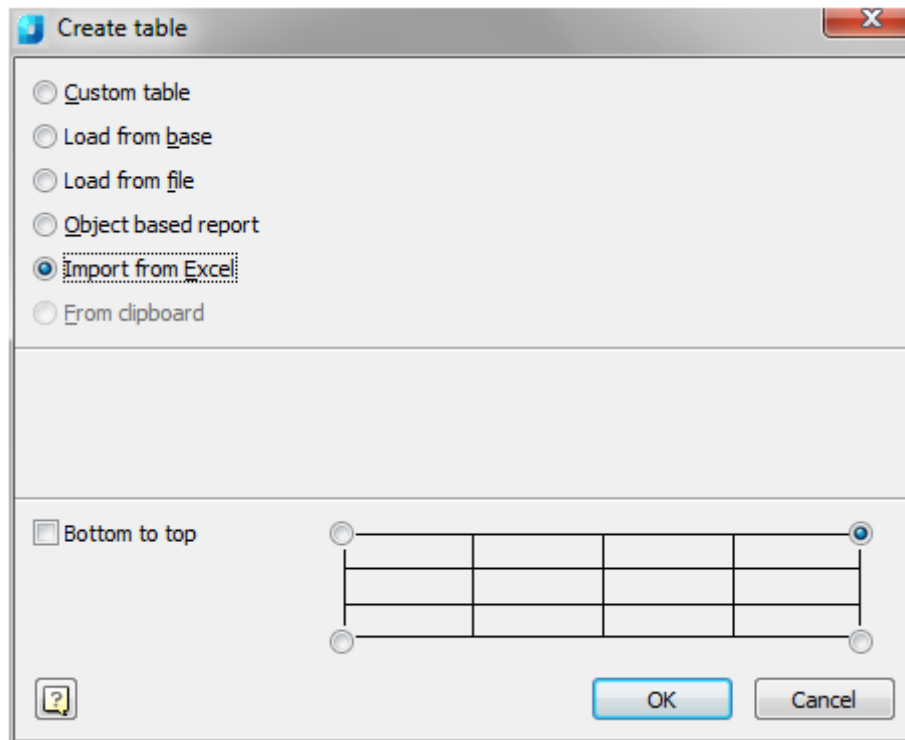 Create table
Custom table
Load from base
Load from file
Object based report
Import from Excel
From clipboard
Bottom to top
?
OK
Cancel